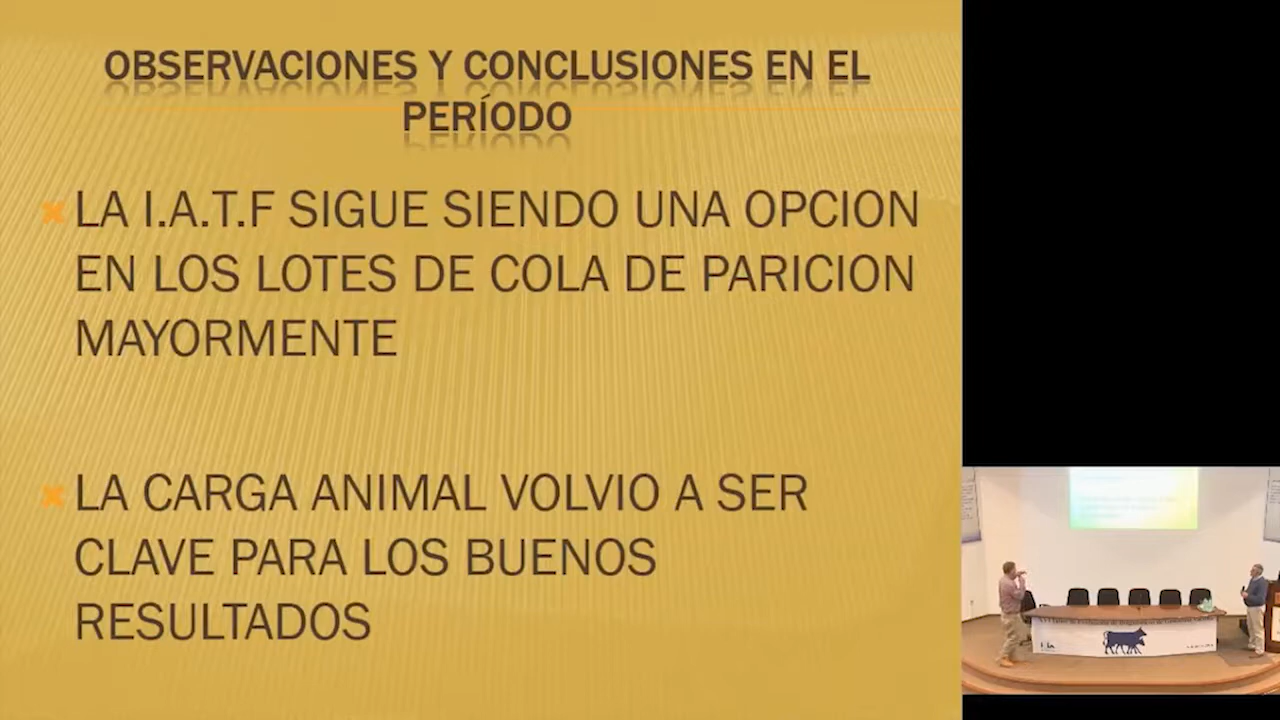 OBSERVACIONES Y CONCLUSIONES EN EL
PERÍODO
LA I.A.T.F SIGUE SIENDO UNA OPCION
EN LOS LOTES DE COLA DE PARICION
MAYORMENTE
LA CARGA ANIMAL VOLVIO A SER
CLAVE PARA LOS BUENOS
RESULTADOS